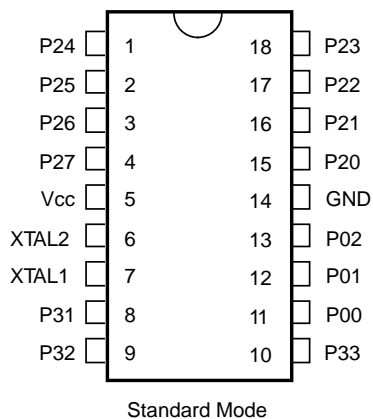 P24 1 18 P23
P25 2 17 P22
P26 3 16 P21
P27 4 15 P20
Vcc 5 14 GND
XTAL2 6 13 P02
XTAL1 7 12 P01
P31 8 11 P00
P32 9 10 P33
Standard Mode